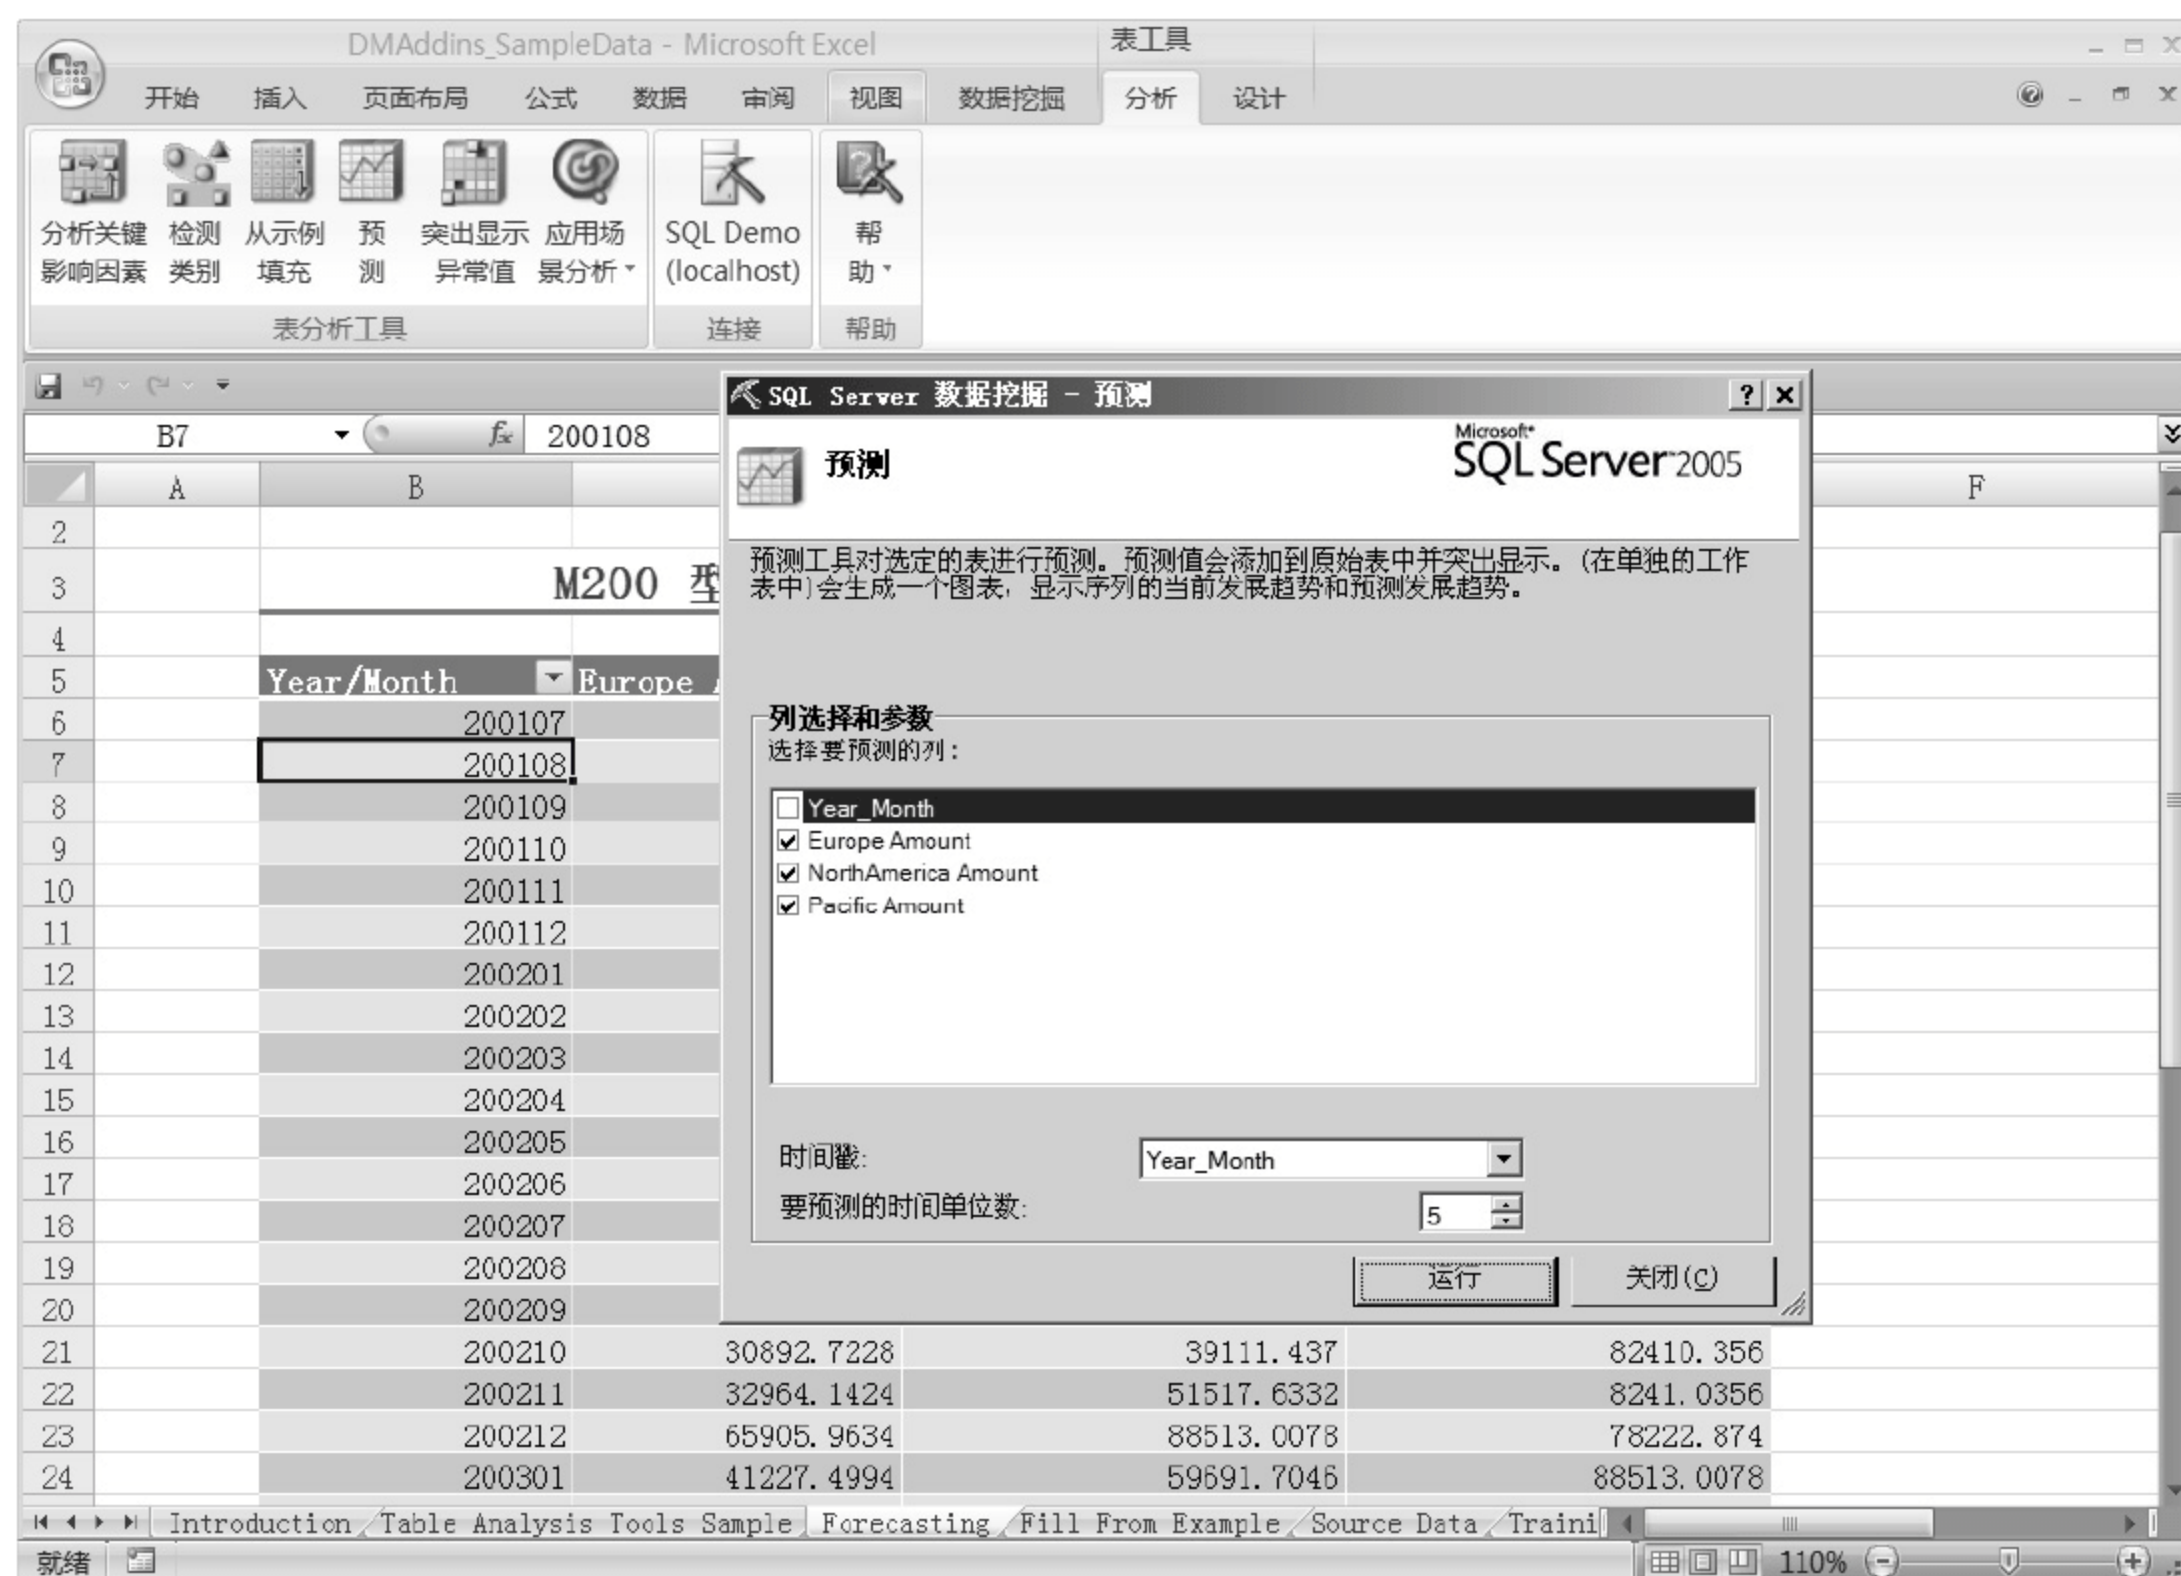 DMAddins_SampleData - Microsoft Excel
表工具
开始 插入 页面布局 公式 数据 审阅 视图 数据挖掘 分析 设计
分析关键影响因素
检测类别
从示例填充
预测
突出显示异常值
应用场景分析
SQL Demo (localhost)
帮助
表分析工具 连接 帮助
B7 fx 200108
A B F
SQL Server 数据挖掘 - 预测
预测
Microsoft SQL Server 2005
预测工具对选定的表进行预测。预测值会添加到原始表中并突出显示。(在单独的工作
表中)会生成一个图表，显示序列的当前发展趋势和预测发展趋势。
列选择和参数
选择要预测的列:
Year_Month
Europe Amount
NorthAmerica Amount
Pacific Amount
时间戳: Year_Month
要预测的时间单位数: 5
运行 关闭(C)
2
3 M200
4
5 Year/Month Europe
6 200107
7 200108
8 200109
9 200110
10 200111
11 200112
12 200201
13 200202
14 200203
15 200204
16 200205
17 200206
18 200207
19 200208
20 200209
21 200210 30892.7228 39111.437 82410.356
22 200211 32964.1424 51517.6332 8241.0356
23 200212 65905.9634 88513.0078 78222.874
24 200301 41227.4994 59691.7046 88513.0078
Introduction Table Analysis Tools Sample Forecasting Fill From Example Source Data Traini
就绪 110%